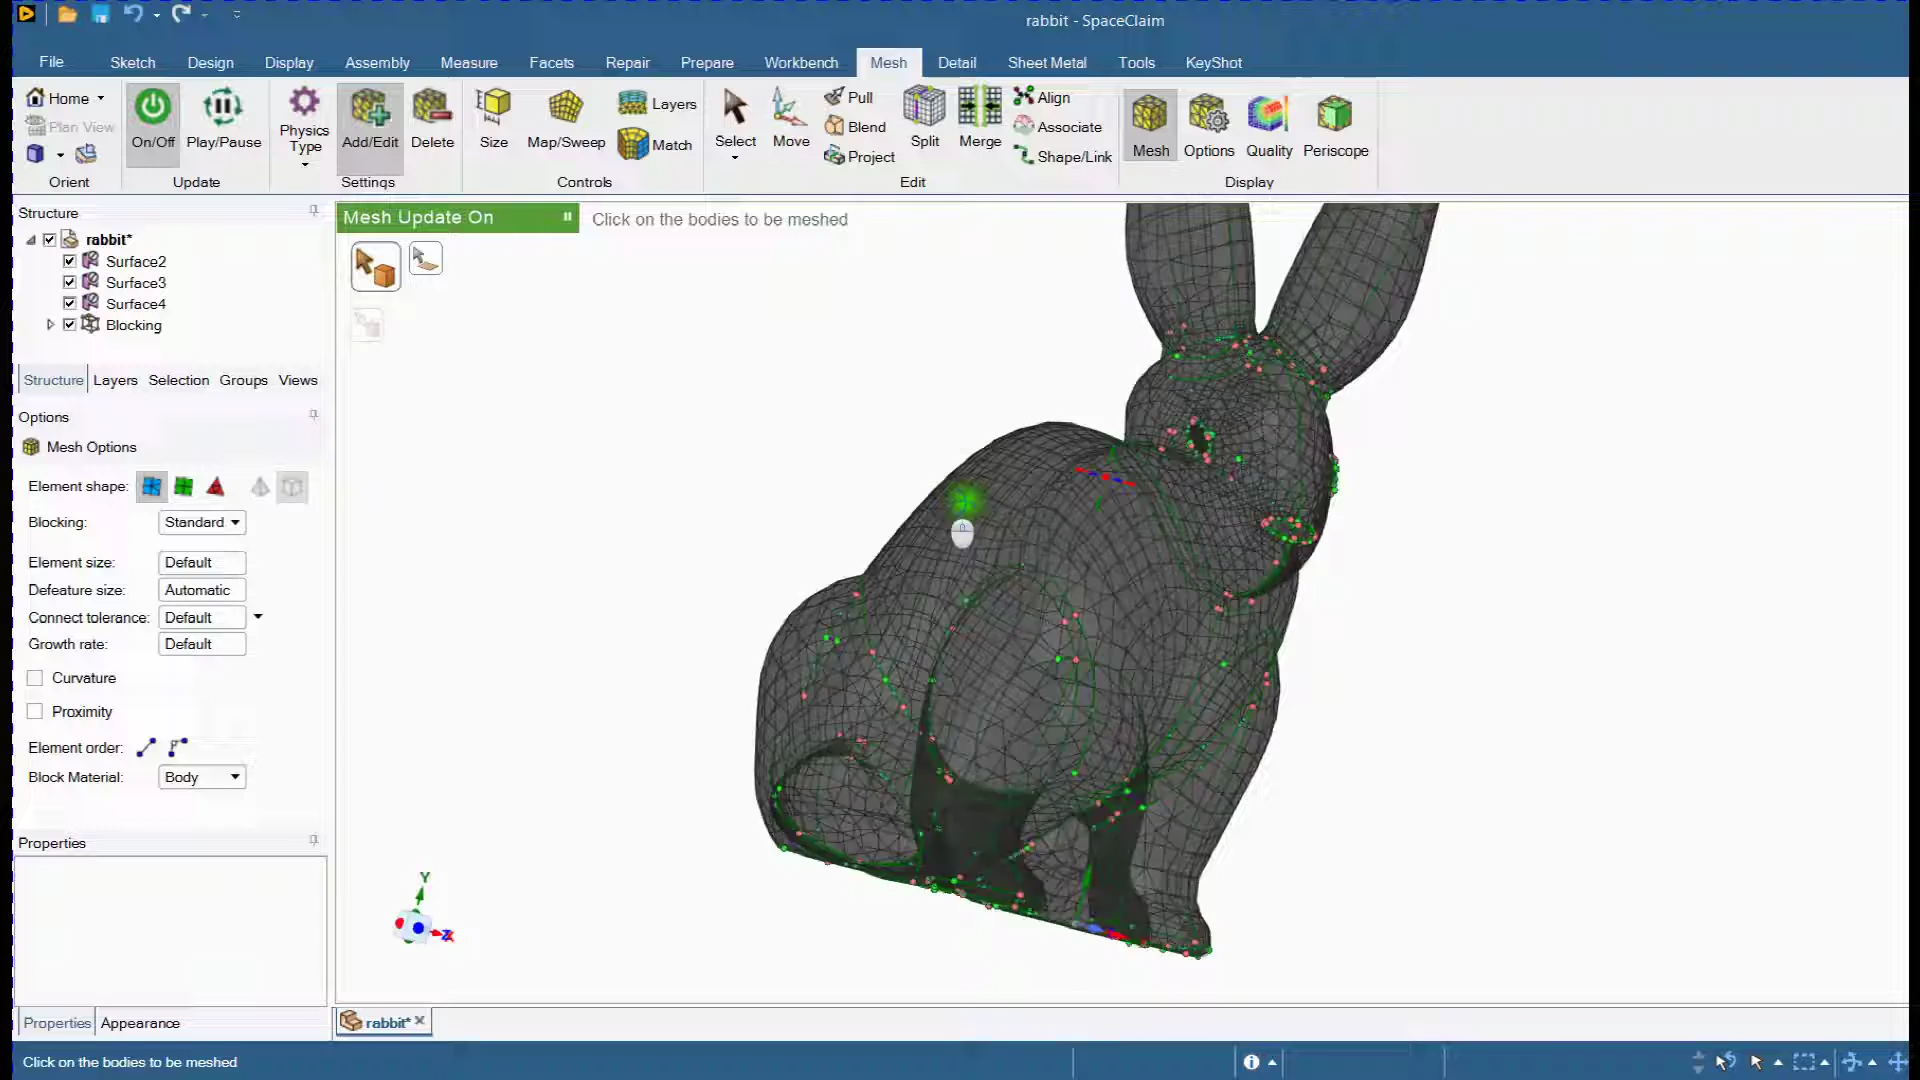 rabbit - SpaceClaim
File Sketch Design Display Assembly Measure Facets Repair Prepare Workbench Mesh Detail Sheet Metal Tools KeyShot
Home
Plan View
Orient
On/Off Play/Pause
Update
Physics Type
Add/Edit Delete
Settings
Size Map/Sweep
Layers
Match
Controls
Select Move
Pull
Blend
Project
Split Merge
Align
Associate
Shape/Link
Edit
Mesh Options Quality Periscope
Display
Structure
rabbit*
Surface2
Surface3
Surface4
Blocking
Structure Layers Selection Groups Views
Options
Mesh Options
Element shape:
Blocking: Standard
Element size: Default
Defeature size: Automatic
Connect tolerance: Default
Growth rate: Default
Curvature
Proximity
Element order:
Block Material: Body
Properties
Properties Appearance
Mesh Update On
Click on the bodies to be meshed
Y
Z
rabbit*
Click on the bodies to be meshed